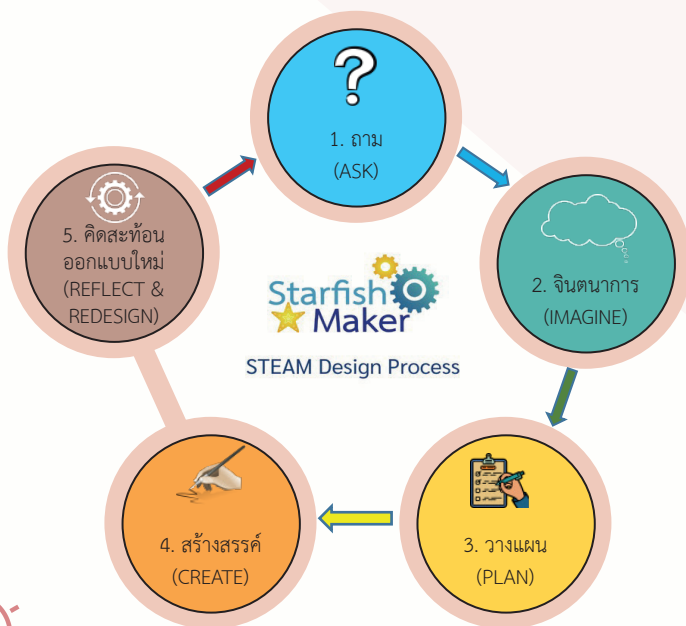 ?
1. ถาม
(ASK)
2. จินตนาการ
(IMAGINE)
3. วางแผน
(PLAN)
4. สร้างสรรค์
(CREATE)
5. คิดสะท้อน
ออกแบบใหม่
(REFLECT &
REDESIGN)
Starfish
Maker
STEAM Design Process